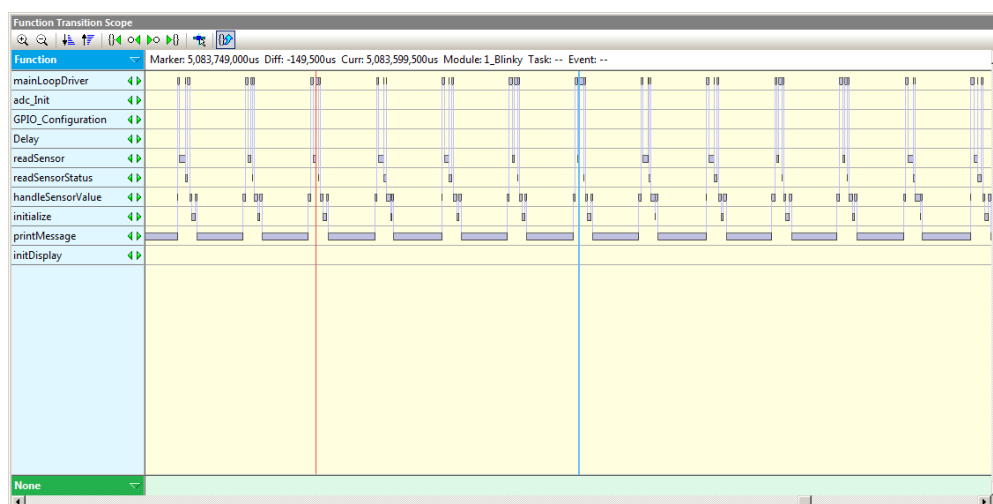 Function Transition Scope
Function
Marker: 5,083,749,000us Diff: -149,500us Curr: 5,083,599,500us Module: 1_Blinky Task: -- Event: --
mainLoopDriver
adc_Init
GPIO_Configuration
Delay
readSensor
readSensorStatus
handleSensorValue
initialize
printMessage
initDisplay
None